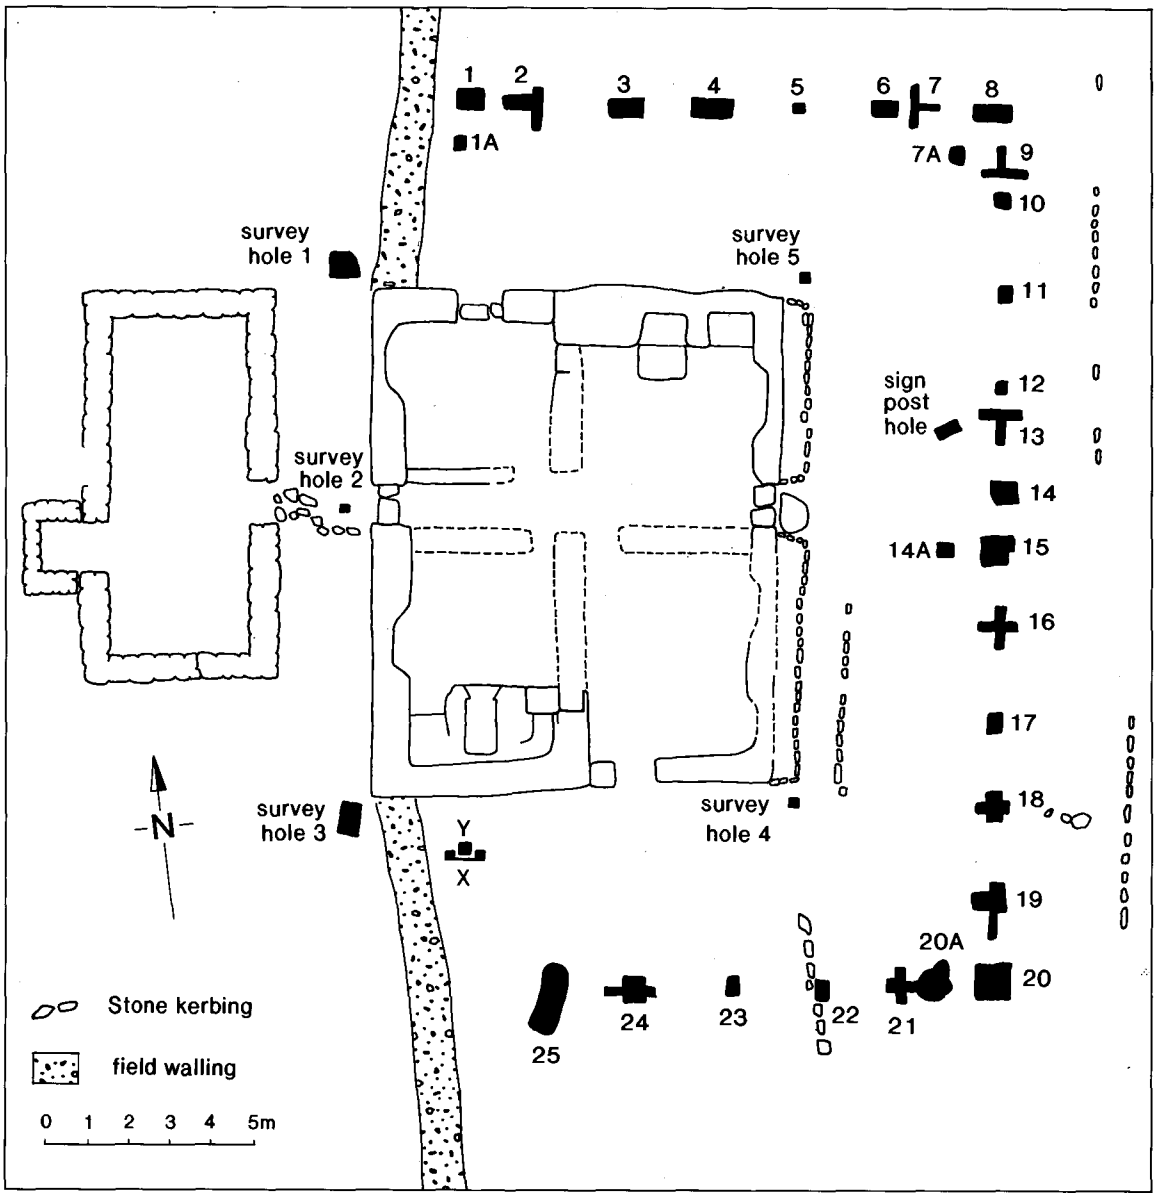 1
2
3
4
5
6
7
8
1A
7A
9
10
survey
hole 1
survey
hole 5
11
sign
post
hole
12
13
survey
hole 2
14
14A
15
16
17
survey
hole 3
survey
hole 4
18
Y
X
N
19
20A
20
Stone kerbing
25
24
23
22
21
field walling
0 1 2 3 4 5m